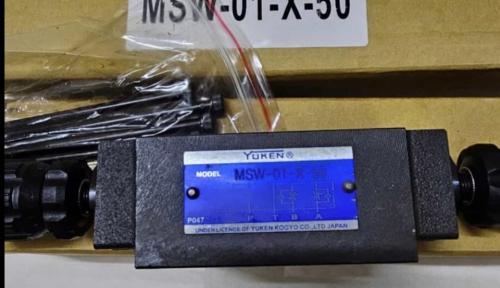 MSW-01-X-50
YUKEN®
MODEL MSW-01-X-50
P T B A
P047
UNDER LICENCE OF YUKEN KOGYO CO.,LTD JAPAN